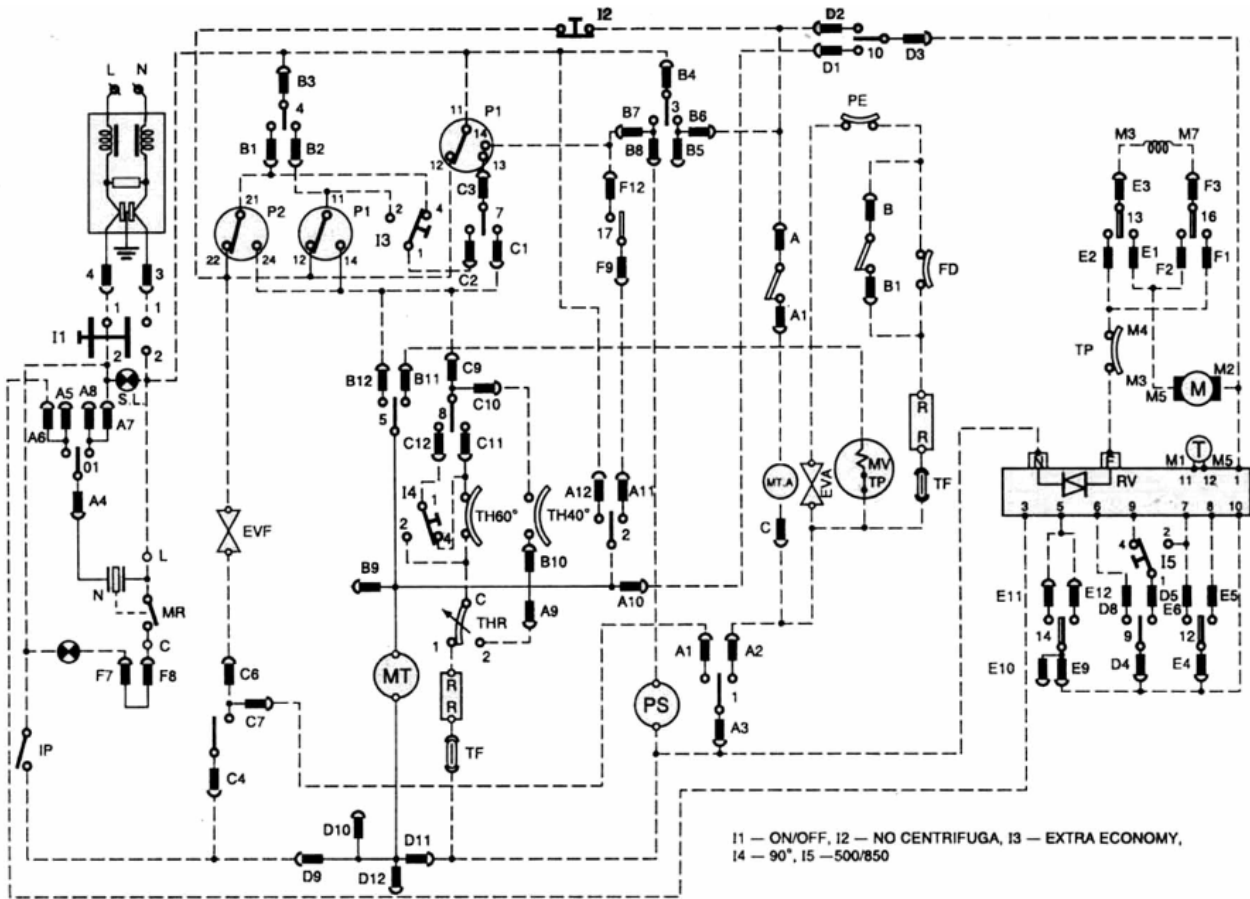 I2
D2
D1
10
D3
L N
B3
4
B1 B2
11 P1
14
12 13
B4
3
B7 B6
B8 B5
PE
M3 M7
E3 F3
13 16
E2 E1 F2 F1
21 P2
22 24
11 P1
12 14
2 4
I3
1
C3
7
C2 C1
F12
17
F9
A
A1
B
B1
FD
4 3
1 1
I1
2 2
S.L.
A6 A5 A8 A7
01
A4
TP
M4
M3
M5 M M2
B12 B11
5
C9
C10
8
C12 C11
I4
1
2 4
TH60°
TH40°
A12 A11
2
MT.A
C
EVA
MV
TP
R
R
TF
N F
RV
M1 T M5
11 12 1
3 5 6 9 7 8 10
EVF
L
N
MR
C
F7 F8
B9
B10
A10
A9
C
THR
1 2
4 2
I5
1
E11 E12 D8 D5 E6 E5
14 9 12
E10 E9 D4 E4
IP
C6
C7
C4
MT
R
R
TF
PS
A1 A2
1
A3
D10
D9 D11
D12
I1 — ON/OFF, I2 — NO CENTRIFUGA, I3 — EXTRA ECONOMY,
I4 — 90°, I5 —500/850